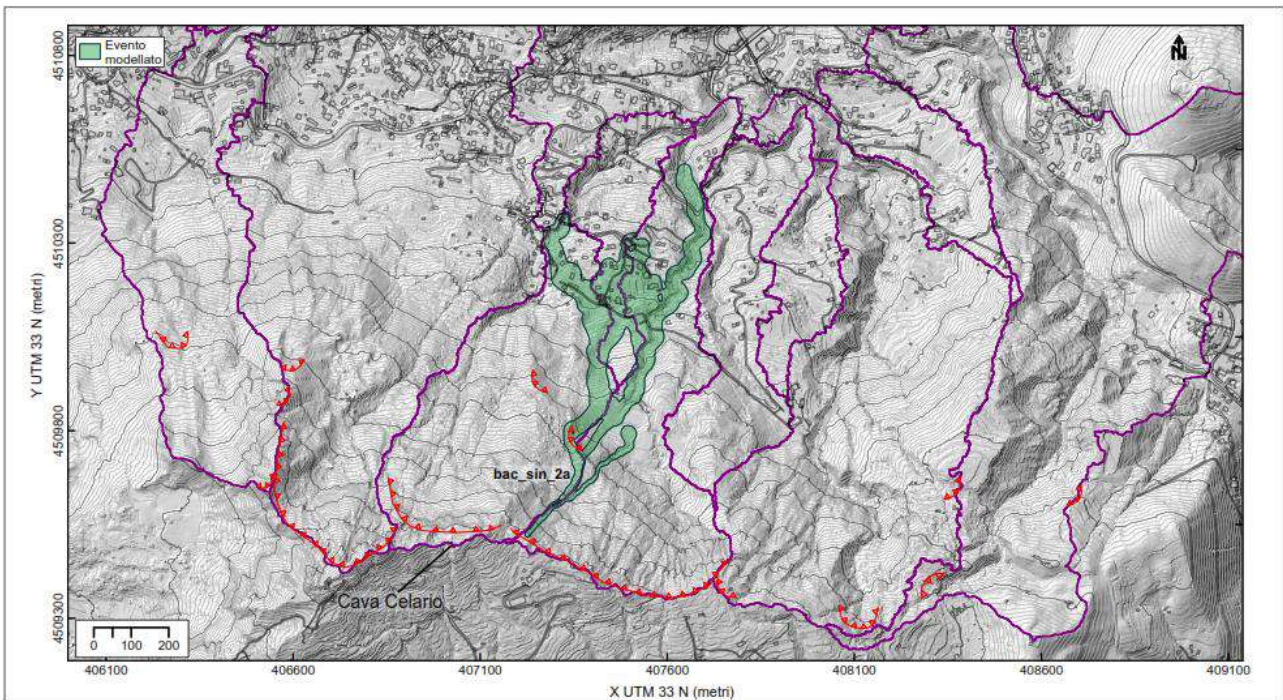 Evento
modellato
N
4510800
4510300
4509800
4509300
Y UTM 33 N (metri)
bac_sin_2a
Cava Celario
0 100 200
406100 406600 407100 407600 408100 408600 409100
X UTM 33 N (metri)